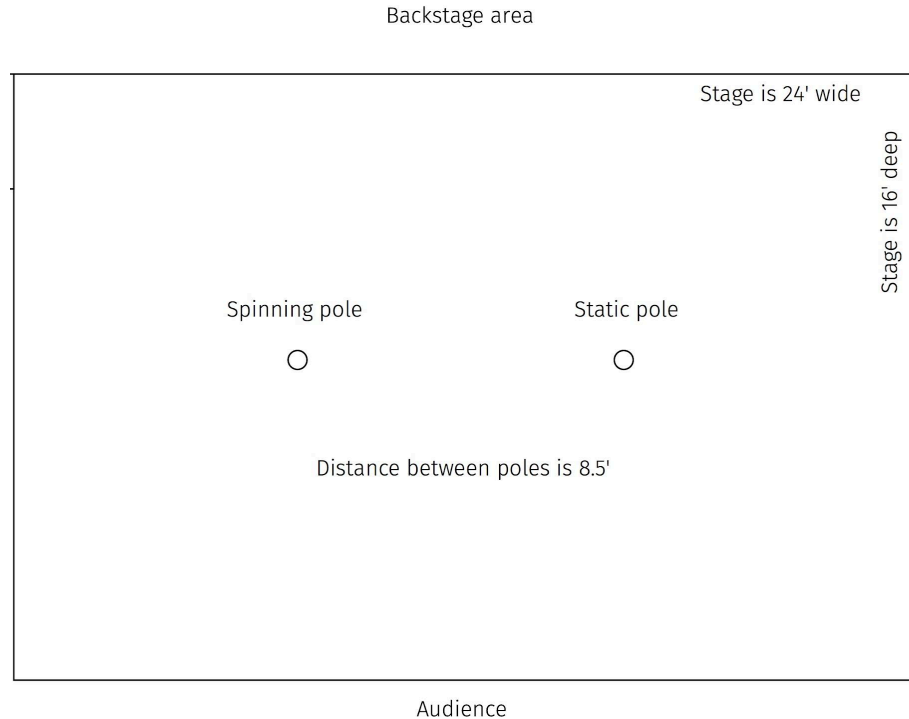 Backstage area
Stage is 24' wide
Stage is 16' deep
Spinning pole
Static pole
Distance between poles is 8.5'
Audience